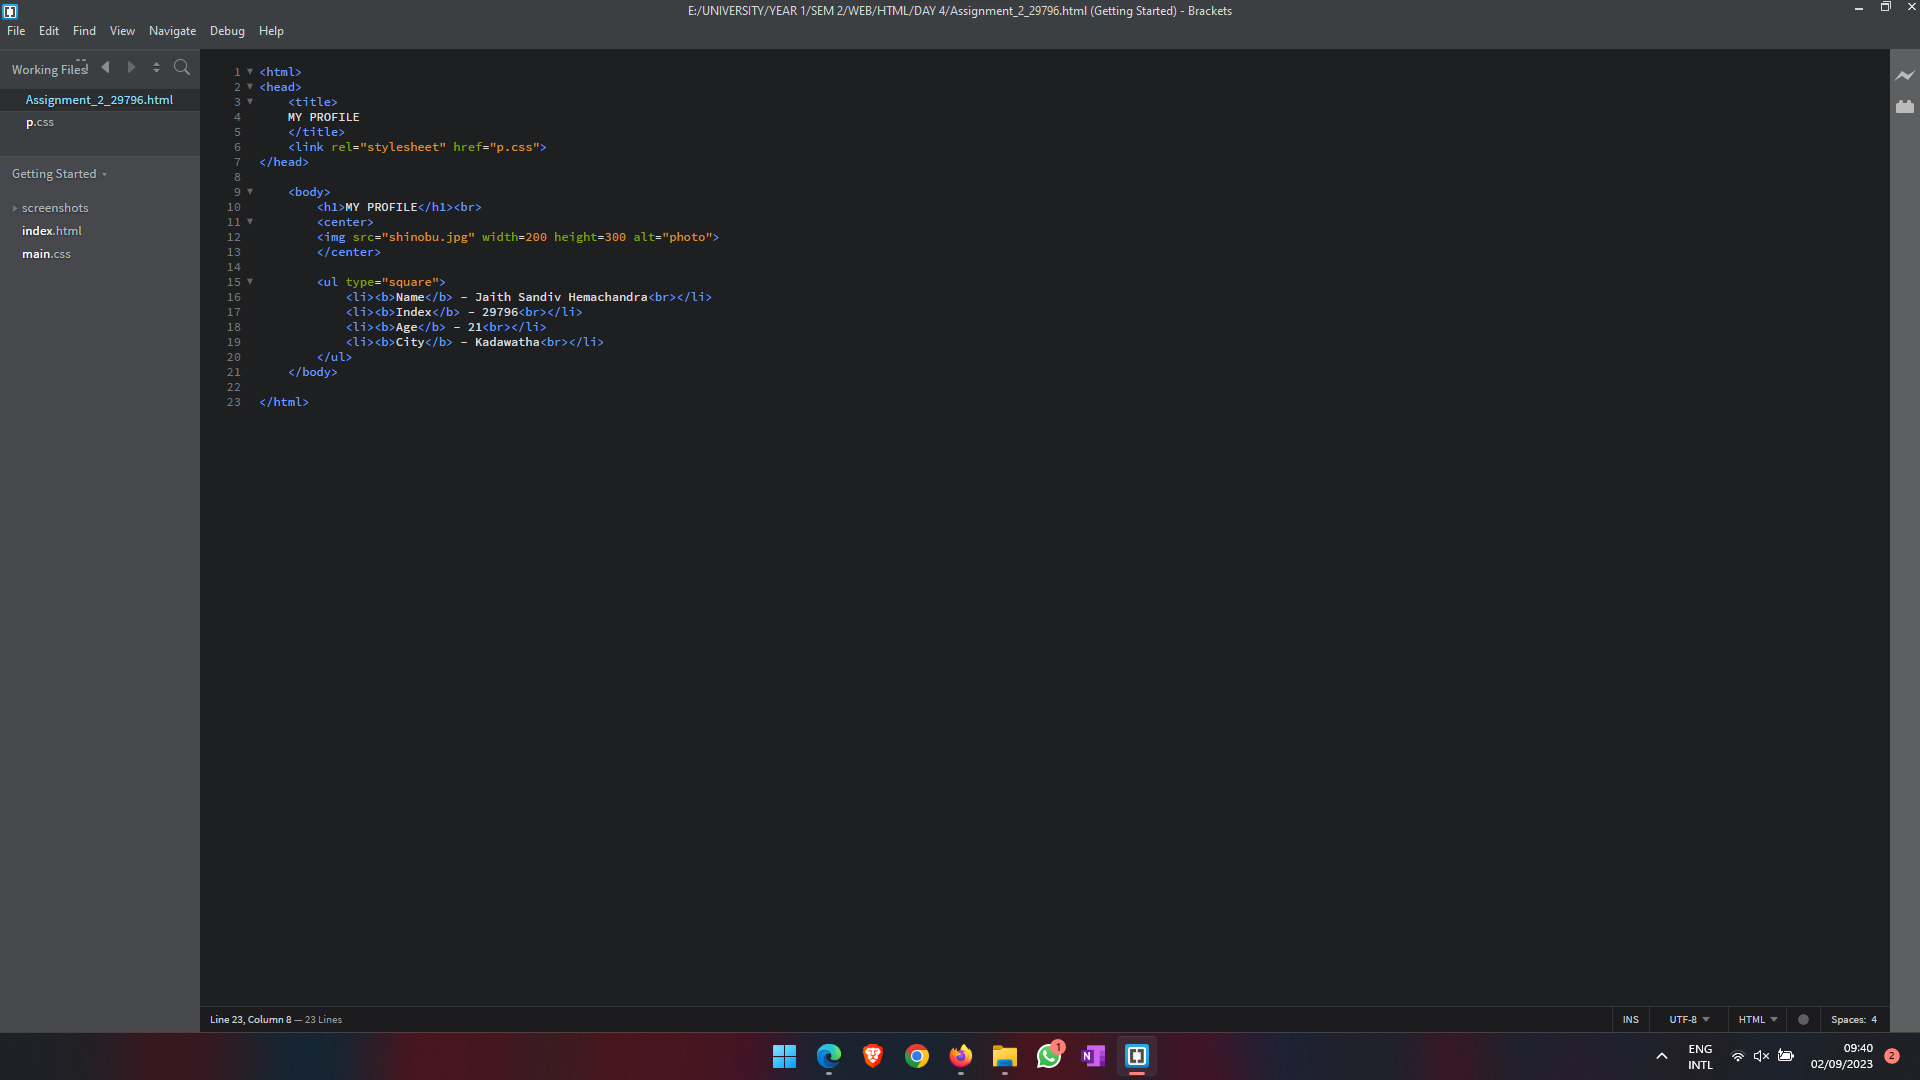 E:/UNIVERSITY/YEAR 1/SEM 2/WEB/HTML/DAY 4/Assignment_2_29796.html (Getting Started) - Brackets
File Edit Find View Navigate Debug Help
Working Files
Assignment_2_29796.html
p.css
Getting Started
screenshots
index.html
main.css
1 <html>
2 <head>
3     <title>
4     MY PROFILE
5     </title>
6     <link rel="stylesheet" href="p.css">
7 </head>
8
9     <body>
10         <h1>MY PROFILE</h1><br>
11         <center>
12         <img src="shinobu.jpg" width=200 height=300 alt="photo">
13         </center>
14
15         <ul type="square">
16             <li><b>Name</b> - Jaith Sandiv Hemachandra<br></li>
17             <li><b>Index</b> - 29796<br></li>
18             <li><b>Age</b> - 21<br></li>
19             <li><b>City</b> - Kadawatha<br></li>
20         </ul>
21     </body>
22
23 </html>
Line 23, Column 8 — 23 Lines
INS UTF-8 HTML Spaces: 4
1
N
ENG
INTL
09:40
02/09/2023
2